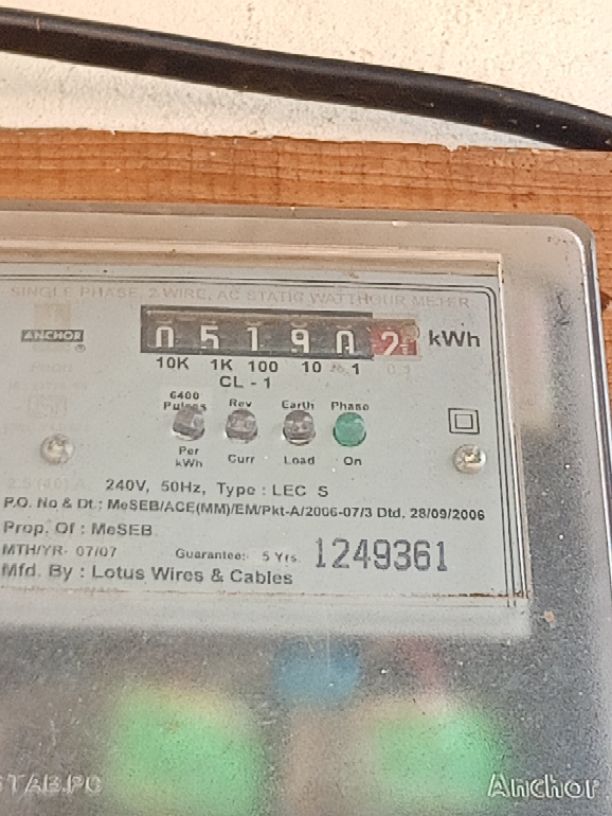 SINGLE PHASE, 2 WIRE, AC STATIC WATTHOUR METER
ANCHOR ®
051902 kWh
10K 1K 100 10 1 0.1
CL - 1
6400 Pulses Rev Earth Phase
Per kWh Curr Load On
240V, 50Hz, Type : LEC S
P.O. No & Dt.: MeSEB/ACE(MM)/EM/Pkt-A/2006-07/3 Dtd. 28/09/2006
Prop. Of : MeSEB
MTH/YR- 07/07 Guarantee:- 5 Yrs. 1249361
Mfd. By : Lotus Wires & Cables
Anchor